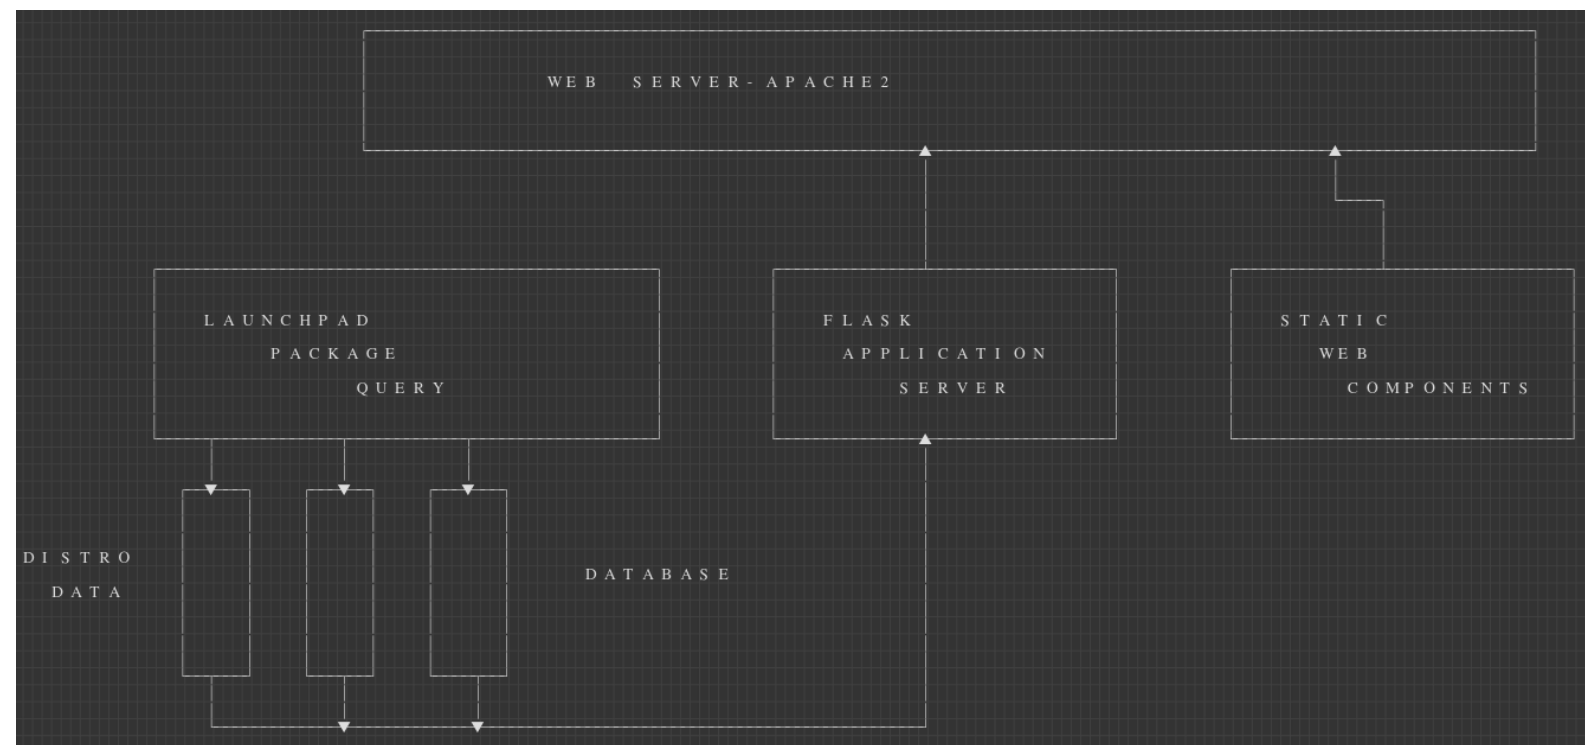 WEB SERVER-APACHE2
LAUNCHPAD
PACKAGE
QUERY
FLASK
APPLICATION
SERVER
STATIC
WEB
COMPONENTS
DISTRO
DATA
DATABASE